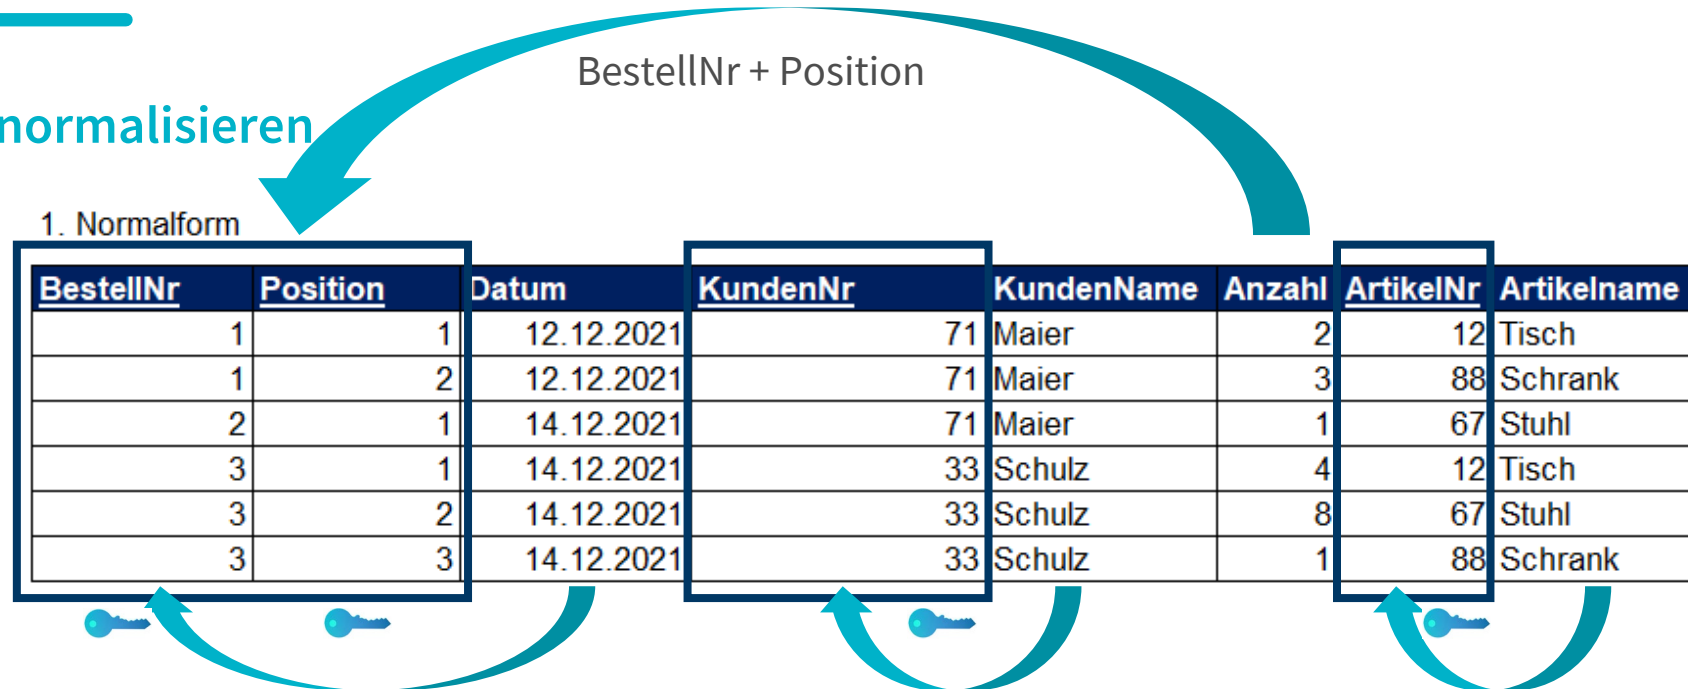 BestellNr + Position
normalisieren
1. Normalform
BestellNr Position Datum KundenNr KundenName Anzahl ArtikelNr Artikelname
1 1 12.12.2021 71 Maier 2 12 Tisch
1 2 12.12.2021 71 Maier 3 88 Schrank
2 1 14.12.2021 71 Maier 1 67 Stuhl
3 1 14.12.2021 33 Schulz 4 12 Tisch
3 2 14.12.2021 33 Schulz 8 67 Stuhl
3 3 14.12.2021 33 Schulz 1 88 Schrank